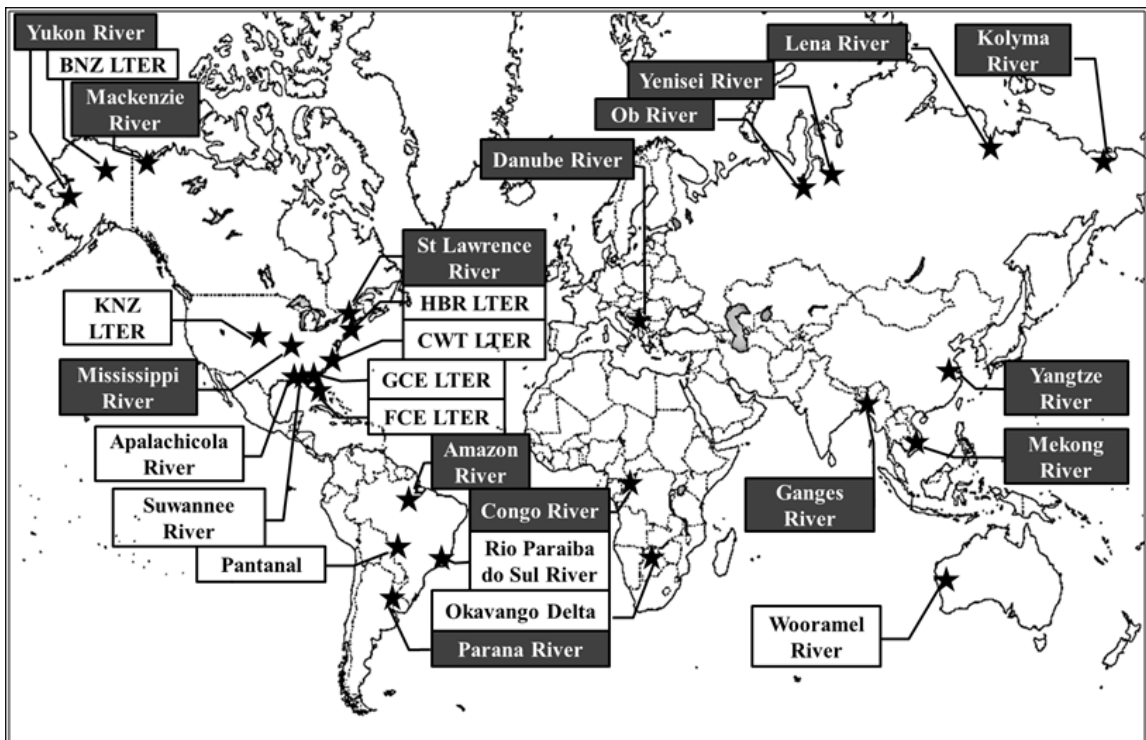 Yukon River
BNZ LTER
Mackenzie
River
Lena River
Kolyma
River
Yenisei River
Ob River
Danube River
St Lawrence
River
HBR LTER
CWT LTER
GCE LTER
FCE LTER
KNZ
LTER
Mississippi
River
Apalachicola
River
Suwannee
River
Pantanal
Amazon
River
Congo River
Rio Paraiba
do Sul River
Okavango Delta
Parana River
Yangtze
River
Mekong
River
Ganges
River
Wooramel
River